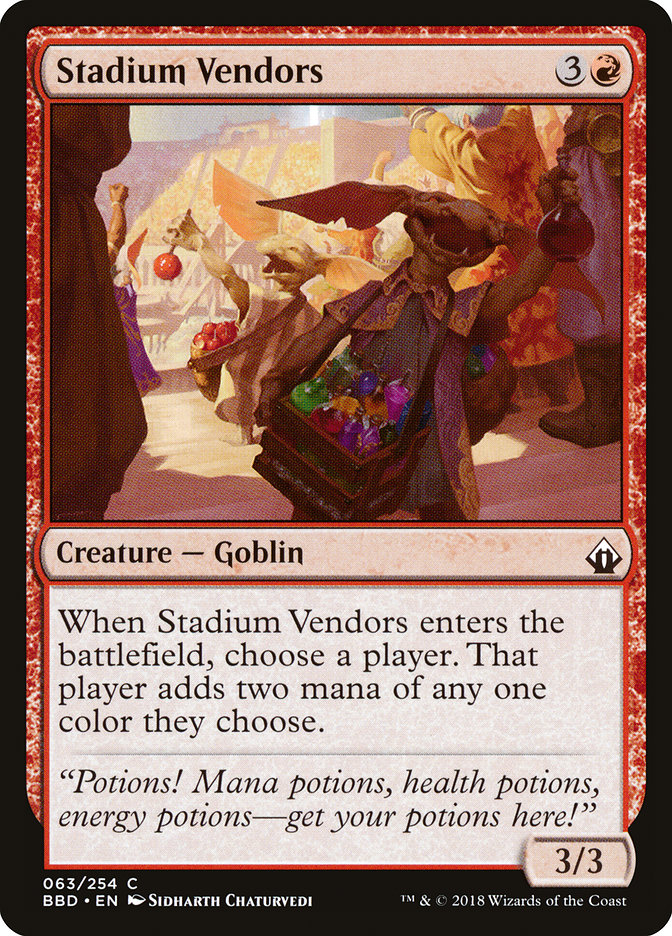 Stadium Vendors 3
Creature — Goblin
When Stadium Vendors enters the
battlefield, choose a player. That
player adds two mana of any one
color they choose.
“Potions! Mana potions, health potions,
energy potions—get your potions here!”
3/3
063/254 C
BBD • EN Sidharth Chaturvedi
™ & © 2018 Wizards of the Coast